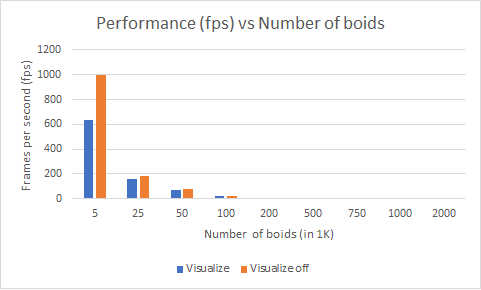 Performance (fps) vs Number of boids
Frames per second (fps)
1200
1000
800
600
400
200
0
5 25 50 100 200 500 750 1000 2000
Number of boids (in 1K)
Visualize Visualize off